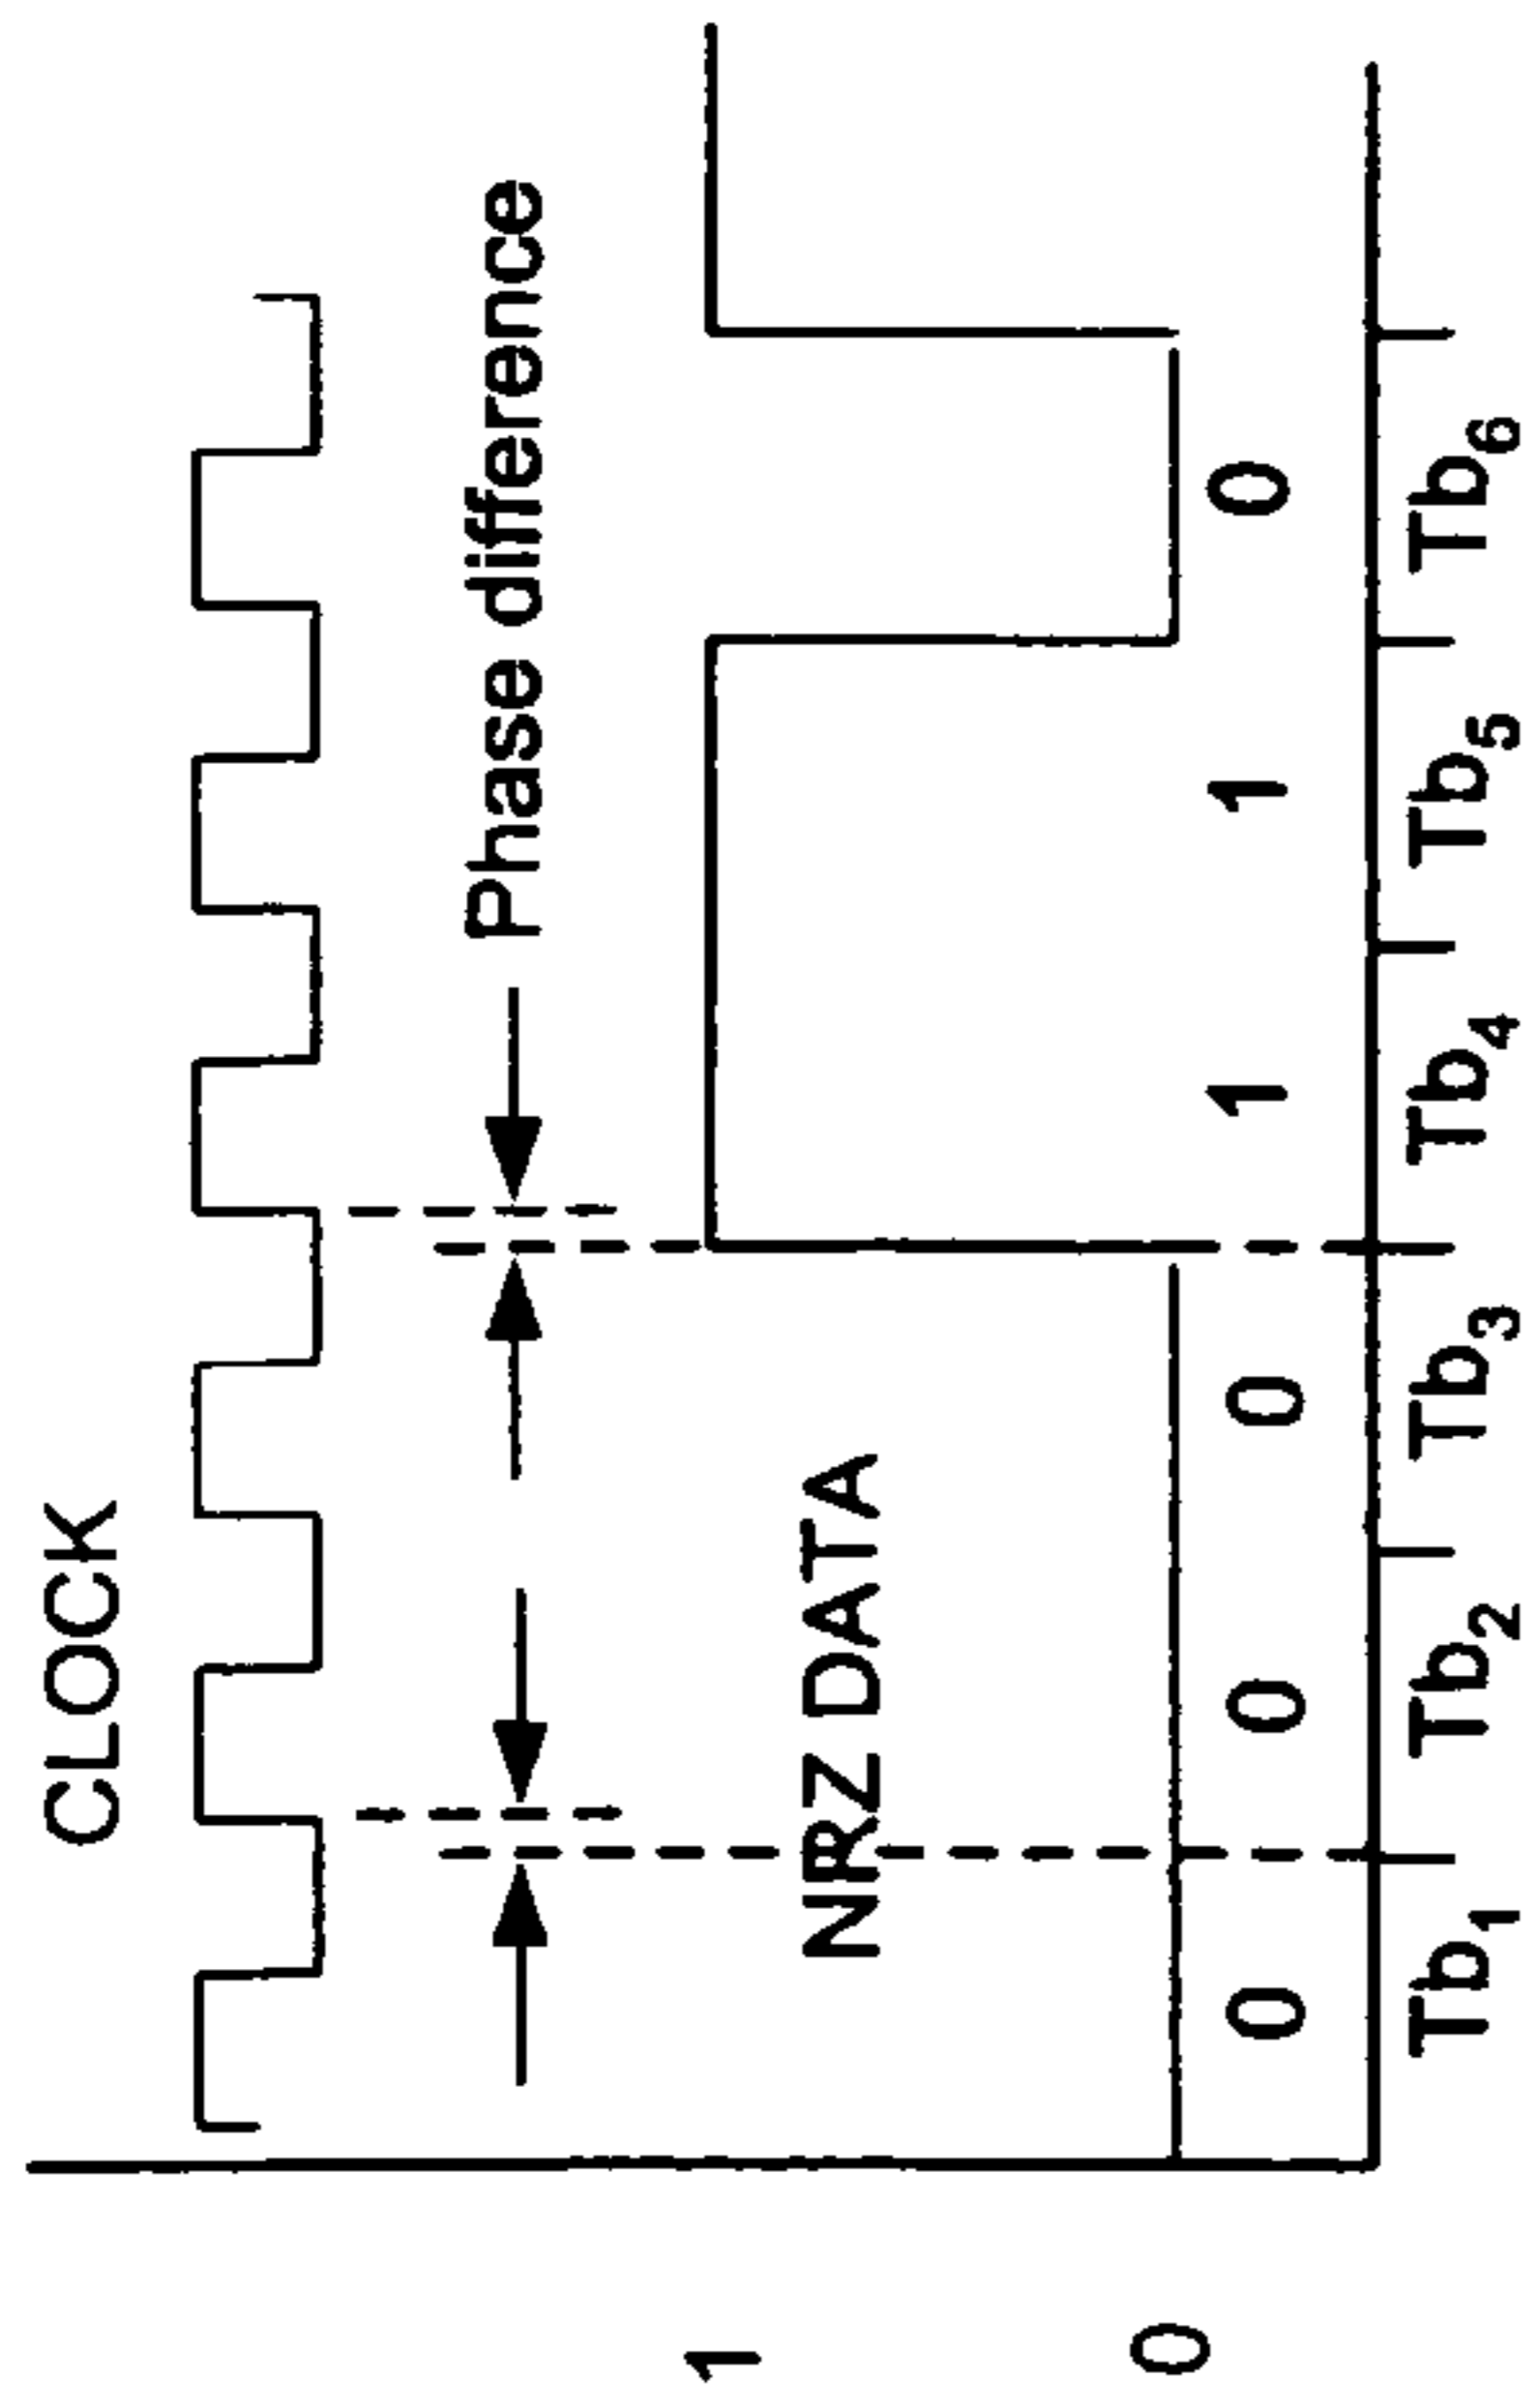 CLOCK
Phase difference
NRZ DATA
1
0
0 0 0 1 1 0
Tb1 Tb2 Tb3 Tb4 Tb5 Tb6